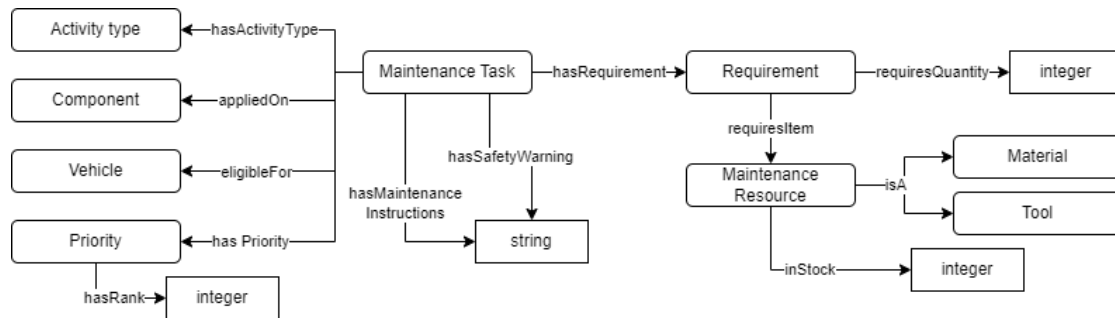 Activity type
hasActivityType
Maintenance Task
hasRequirement
Requirement
requiresQuantity
integer
Component
appliedOn
requiresItem
hasSafetyWarning
Vehicle
eligibleFor
hasMaintenance
Instructions
Maintenance
Resource
isA
Material
Tool
Priority
has Priority
string
inStock
integer
hasRank
integer